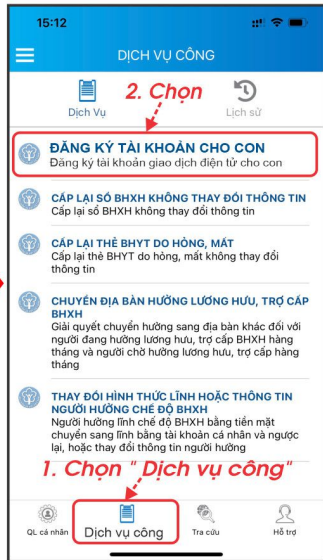 15:12
DỊCH VỤ CÔNG
2. Chọn
Dịch Vụ
Lịch sử
ĐĂNG KÝ TÀI KHOẢN CHO CON
Đăng ký tài khoản giao dịch điện tử cho con
CẤP LẠI SỔ BHXH KHÔNG THAY ĐỔI THÔNG TIN
Cấp lại sổ BHXH không thay đổi thông tin
CẤP LẠI THẺ BHYT DO HỎNG, MẤT
Cấp lại thẻ BHYT do hỏng, mất không thay đổi
thông tin
CHUYỂN ĐỊA BÀN HƯỞNG LƯƠNG HƯU, TRỢ CẤP
BHXH
Giải quyết chuyển hưởng sang địa bàn khác đối với
người đang hưởng lương hưu, trợ cấp BHXH hàng
tháng và người chờ hưởng lương hưu, trợ cấp hàng
tháng
THAY ĐỔI HÌNH THỨC LĨNH HOẶC THÔNG TIN
NGƯỜI HƯỞNG CHẾ ĐỘ BHXH
Người hưởng lĩnh chế độ BHXH bằng tiền mặt
chuyển sang lĩnh bằng tài khoản cá nhân và ngược
lại, hoặc thay đổi thông tin người hưởng
1. Chọn " Dịch vụ công"
QL cá nhân
Dịch vụ công
Tra cứu
Hỗ trợ